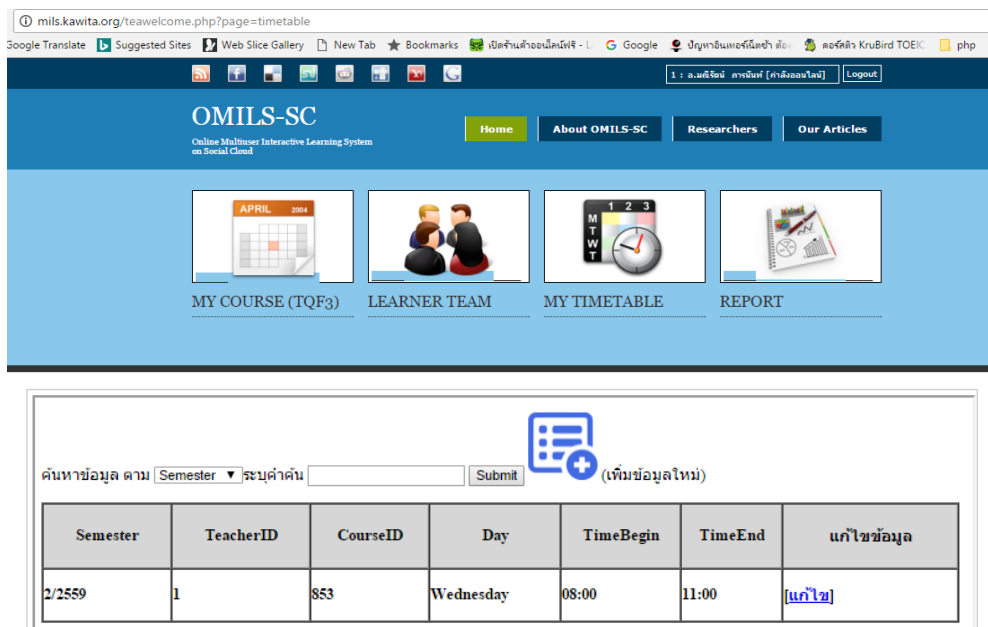 mils.kawita.org/teawelcome.php?page=timetable
Google Translate Suggested Sites Web Slice Gallery New Tab Bookmarks เปิดร้านค้าออนไลน์ฟรี - L Google ปัญหาอินเทอร์เน็ตช้า ต้อง คอร์สติว KruBird TOEIC php
1 : อ.มณีรัตน์ ภารนันท์ [กำลังออนไลน์] Logout
OMILS-SC
Online Multiuser Interactive Learning System
on Social Cloud
Home About OMILS-SC Researchers Our Articles
APRIL 2004
1 2 3
M
T
W
T
MY COURSE (TQF3) LEARNER TEAM MY TIMETABLE REPORT
ค้นหาข้อมูล ตาม Semester ระบุคำค้น Submit (เพิ่มข้อมูลใหม่)
Semester TeacherID CourseID Day TimeBegin TimeEnd แก้ไขข้อมูล
2/2559 1 853 Wednesday 08:00 11:00 [แก้ไข]